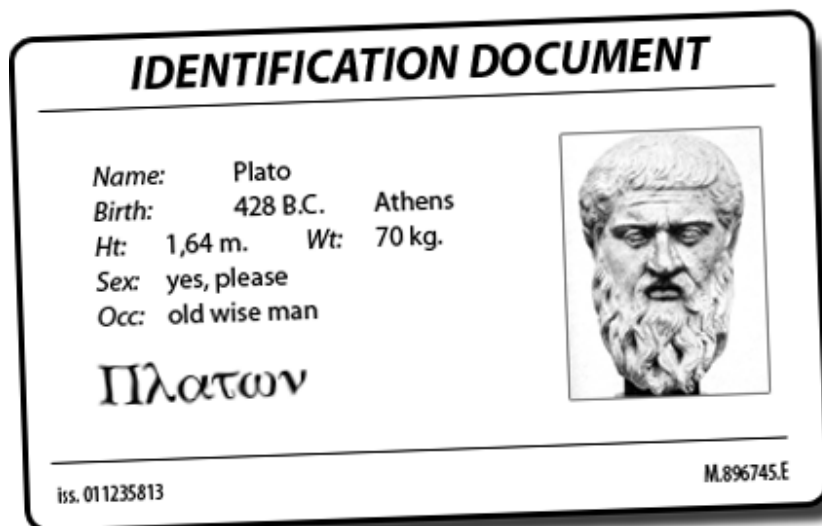 IDENTIFICATION DOCUMENT
Name: Plato
Birth: 428 B.C. Athens
Ht: 1,64 m. Wt: 70 kg.
Sex: yes, please
Occ: old wise man
Πλατων
iss. 011235813
M.896745.E